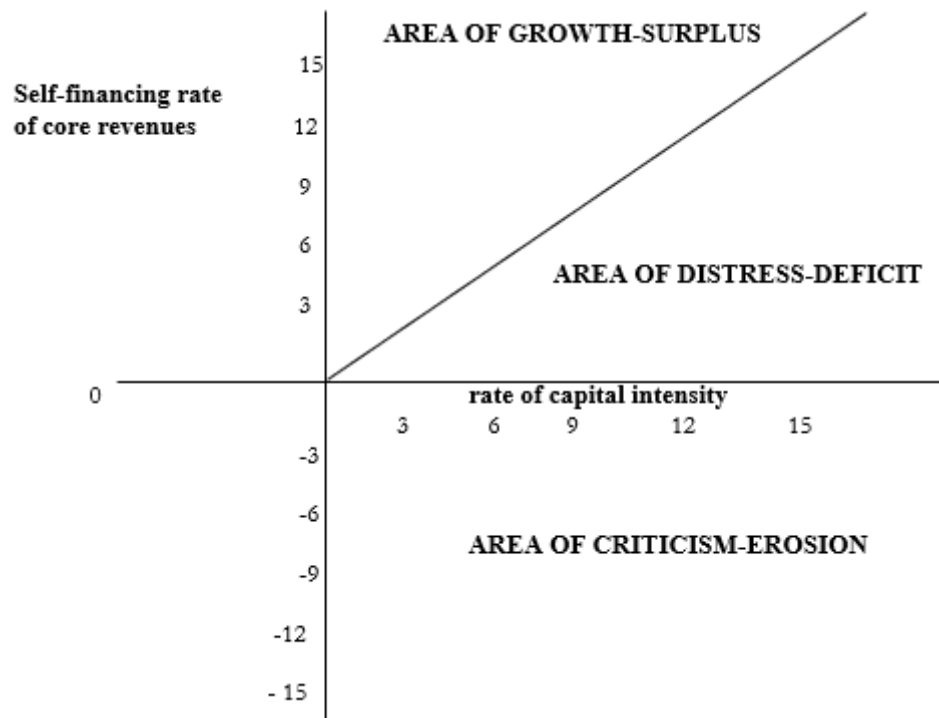 AREA OF GROWTH-SURPLUS
15
Self-financing rate
of core revenues
12
9
6
AREA OF DISTRESS-DEFICIT
3
0
rate of capital intensity
3 6 9 12 15
-3
-6
AREA OF CRITICISM-EROSION
-9
-12
- 15